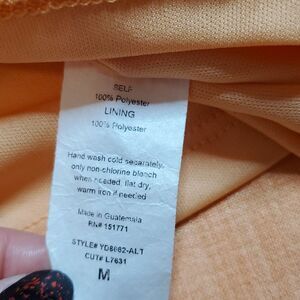 SELF
100% Polyester
LINING
100% Polyester
Hand wash cold separately,
only non-chlorine bleach
when needed, flat dry,
warm iron if needed
Made in Guatemala
RN# 151771
STYLE# YD8662-ALT
CUT# L7631
M